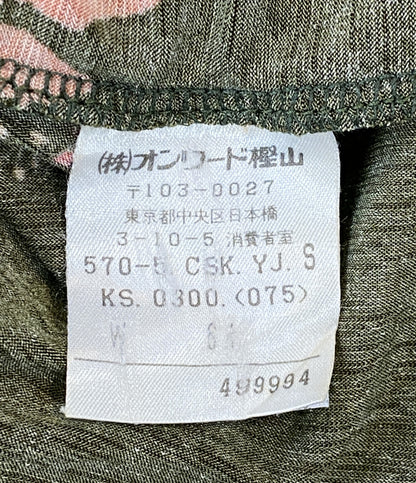 (株)オンワード樫山
〒103-0027
東京都中央区日本橋
3-10-5 消費者室
570-5. CSK. YJ. S
KS. 0300. (075)
W
499994